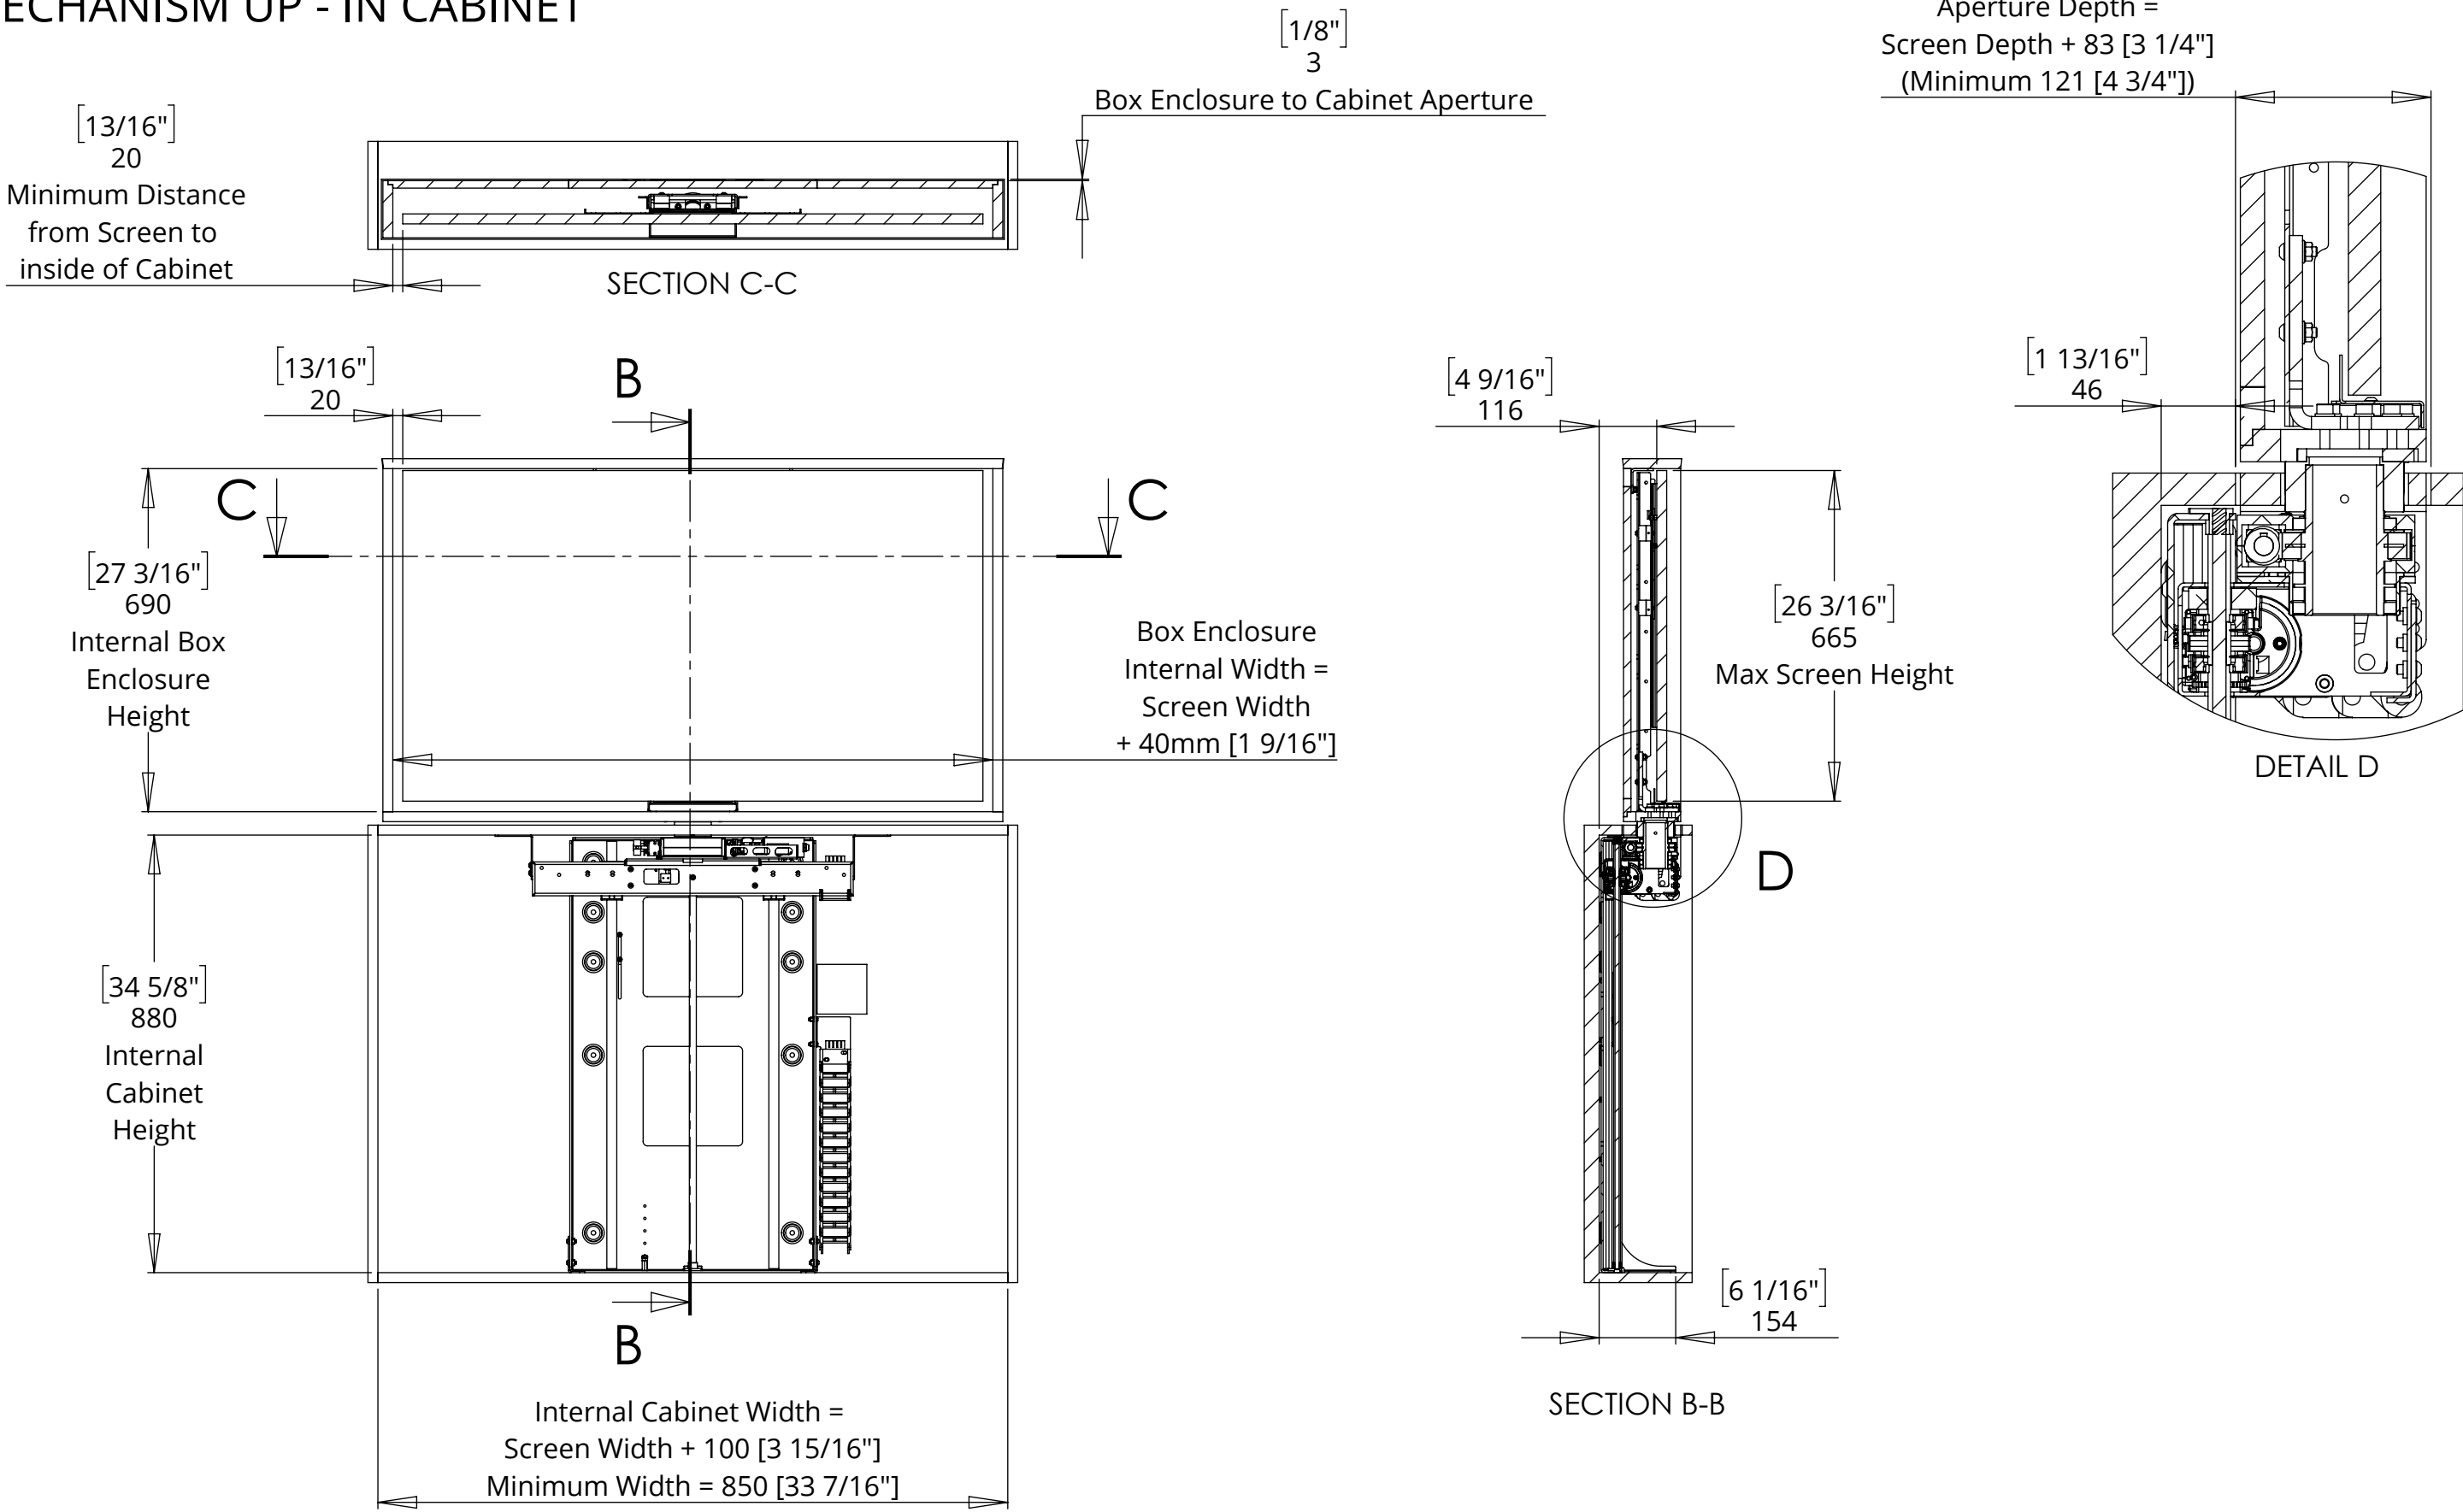 ECHANISM UP - IN CABINET
[1/8"]
3
Box Enclosure to Cabinet Aperture
Aperture Depth =
Screen Depth + 83 [3 1/4"]
(Minimum 121 [4 3/4"])
[13/16"]
20
Minimum Distance
from Screen to
inside of Cabinet
SECTION C-C
[13/16"]
20
B
[4 9/16"]
116
[1 13/16"]
46
C
C
[27 3/16"]
690
Internal Box
Enclosure
Height
Box Enclosure
Internal Width =
Screen Width
+ 40mm [1 9/16"]
[26 3/16"]
665
Max Screen Height
DETAIL D
D
[34 5/8"]
880
Internal
Cabinet
Height
B
[6 1/16"]
154
SECTION B-B
Internal Cabinet Width =
Screen Width + 100 [3 15/16"]
Minimum Width = 850 [33 7/16"]